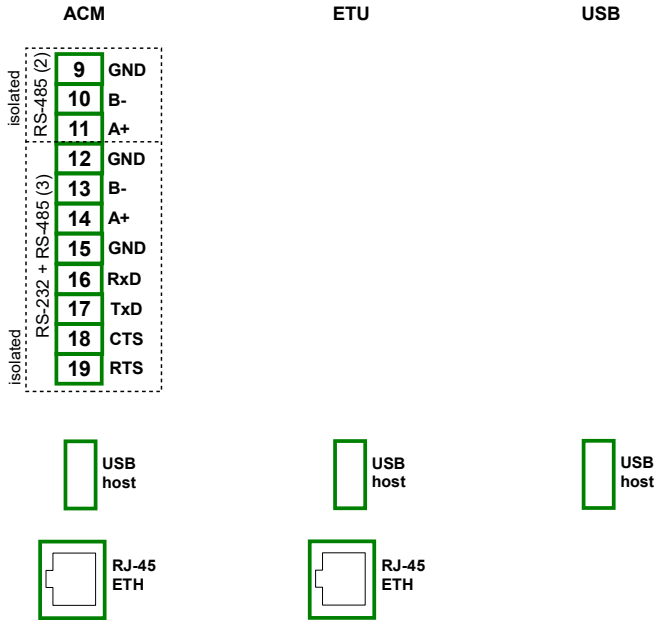 ACM
ETU
USB
isolated
RS-485 (2)
9 GND
10 B-
11 A+
isolated
RS-232 + RS-485 (3)
12 GND
13 B-
14 A+
15 GND
16 RxD
17 TxD
18 CTS
19 RTS
USB
host
USB
host
USB
host
RJ-45
ETH
RJ-45
ETH